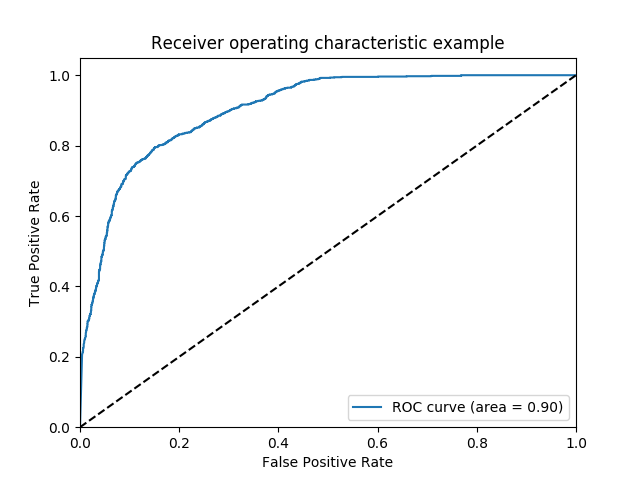 Receiver operating characteristic example
True Positive Rate
1.0
0.8
0.6
0.4
0.2
0.0
ROC curve (area = 0.90)
0.0 0.2 0.4 0.6 0.8 1.0
False Positive Rate